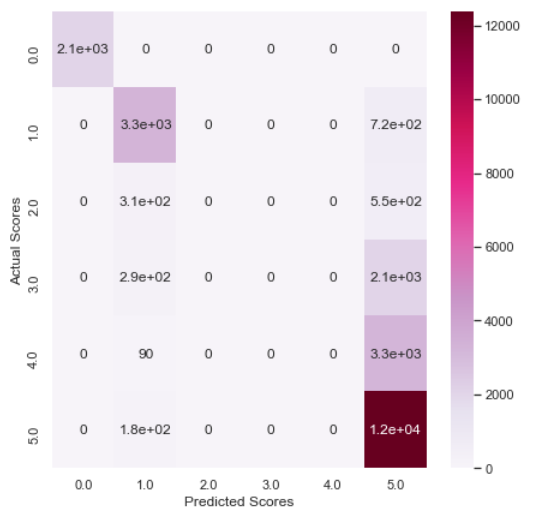 2.1e+03 0 0 0 0 0
0 3.3e+03 0 0 0 7.2e+02
0 3.1e+02 0 0 0 5.5e+02
0 2.9e+02 0 0 0 2.1e+03
0 90 0 0 0 3.3e+03
0 1.8e+02 0 0 0 1.2e+04
0.0 1.0 2.0 3.0 4.0 5.0
Predicted Scores
Actual Scores
0.0
1.0
2.0
3.0
4.0
5.0
12000
10000
8000
6000
4000
2000
0